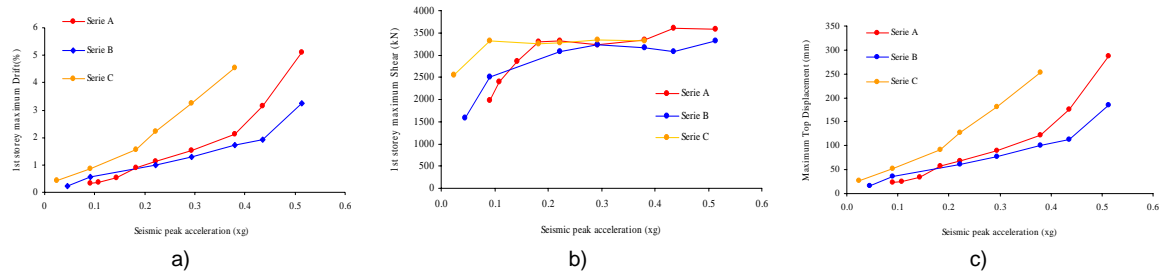 1st storey maximum Drift(%)
6
5
4
3
2
1
0
0
0.1
0.2
0.3
0.4
0.5
0.6
Seismic peak acceleration (xg)
Serie A
Serie B
Serie C
a)
1st storey maximum Shear (kN)
4500
4000
3500
3000
2500
2000
1500
1000
500
0
0
0.1
0.2
0.3
0.4
0.5
0.6
Seismic peak acceleration (xg)
Serie A
Serie B
Serie C
b)
Maximum Top Displacement (mm)
350
300
250
200
150
100
50
0
0
0.1
0.2
0.3
0.4
0.5
0.6
Seismic peak acceleration (xg)
Serie A
Serie B
Serie C
c)